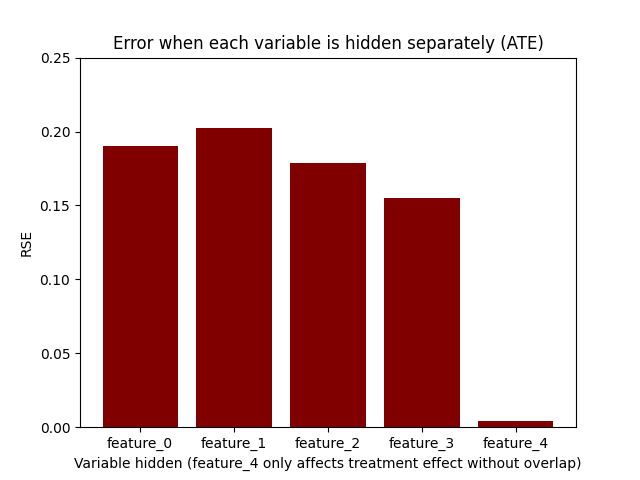 Error when each variable is hidden separately (ATE)
0.25
0.20
0.15
0.10
0.05
0.00
RSE
feature_0 feature_1 feature_2 feature_3 feature_4
Variable hidden (feature_4 only affects treatment effect without overlap)